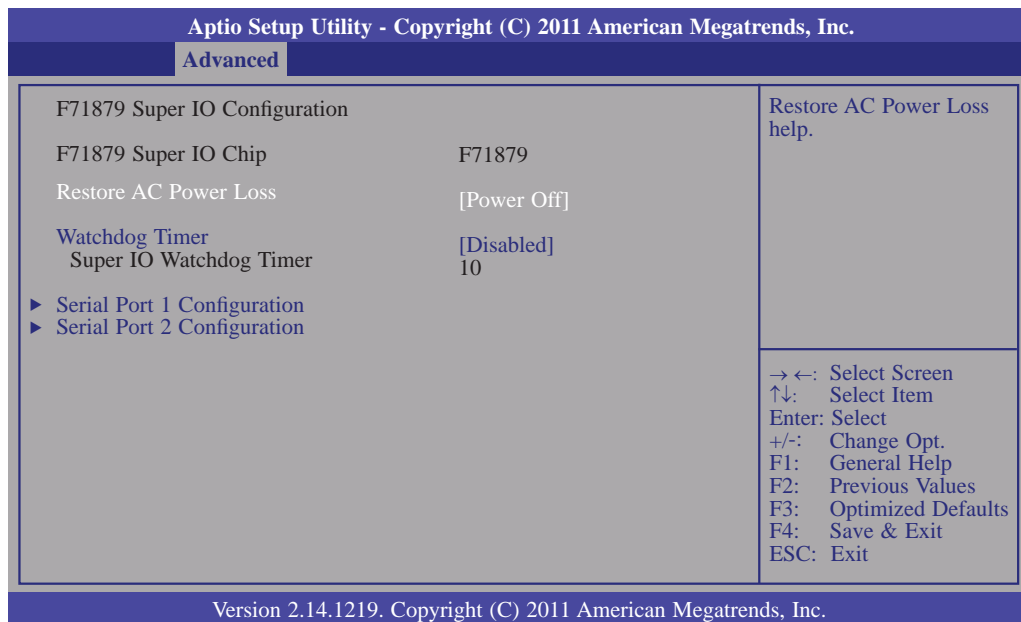 Aptio Setup Utility - Copyright (C) 2011 American Megatrends, Inc.
Advanced
F71879 Super IO Configuration
F71879 Super IO Chip F71879
Restore AC Power Loss [Power Off]
Watchdog Timer [Disabled]
Super IO Watchdog Timer 10
▶ Serial Port 1 Configuration
▶ Serial Port 2 Configuration
Restore AC Power Loss
help.
→ ←: Select Screen
↑↓: Select Item
Enter: Select
+/-: Change Opt.
F1: General Help
F2: Previous Values
F3: Optimized Defaults
F4: Save & Exit
ESC: Exit
Version 2.14.1219. Copyright (C) 2011 American Megatrends, Inc.